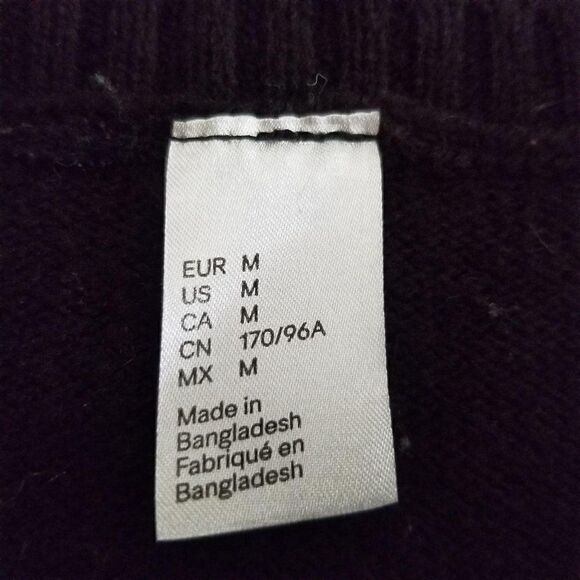 EUR M
US M
CA M
CN 170/96A
MX M
Made in
Bangladesh
Fabriqué en
Bangladesh